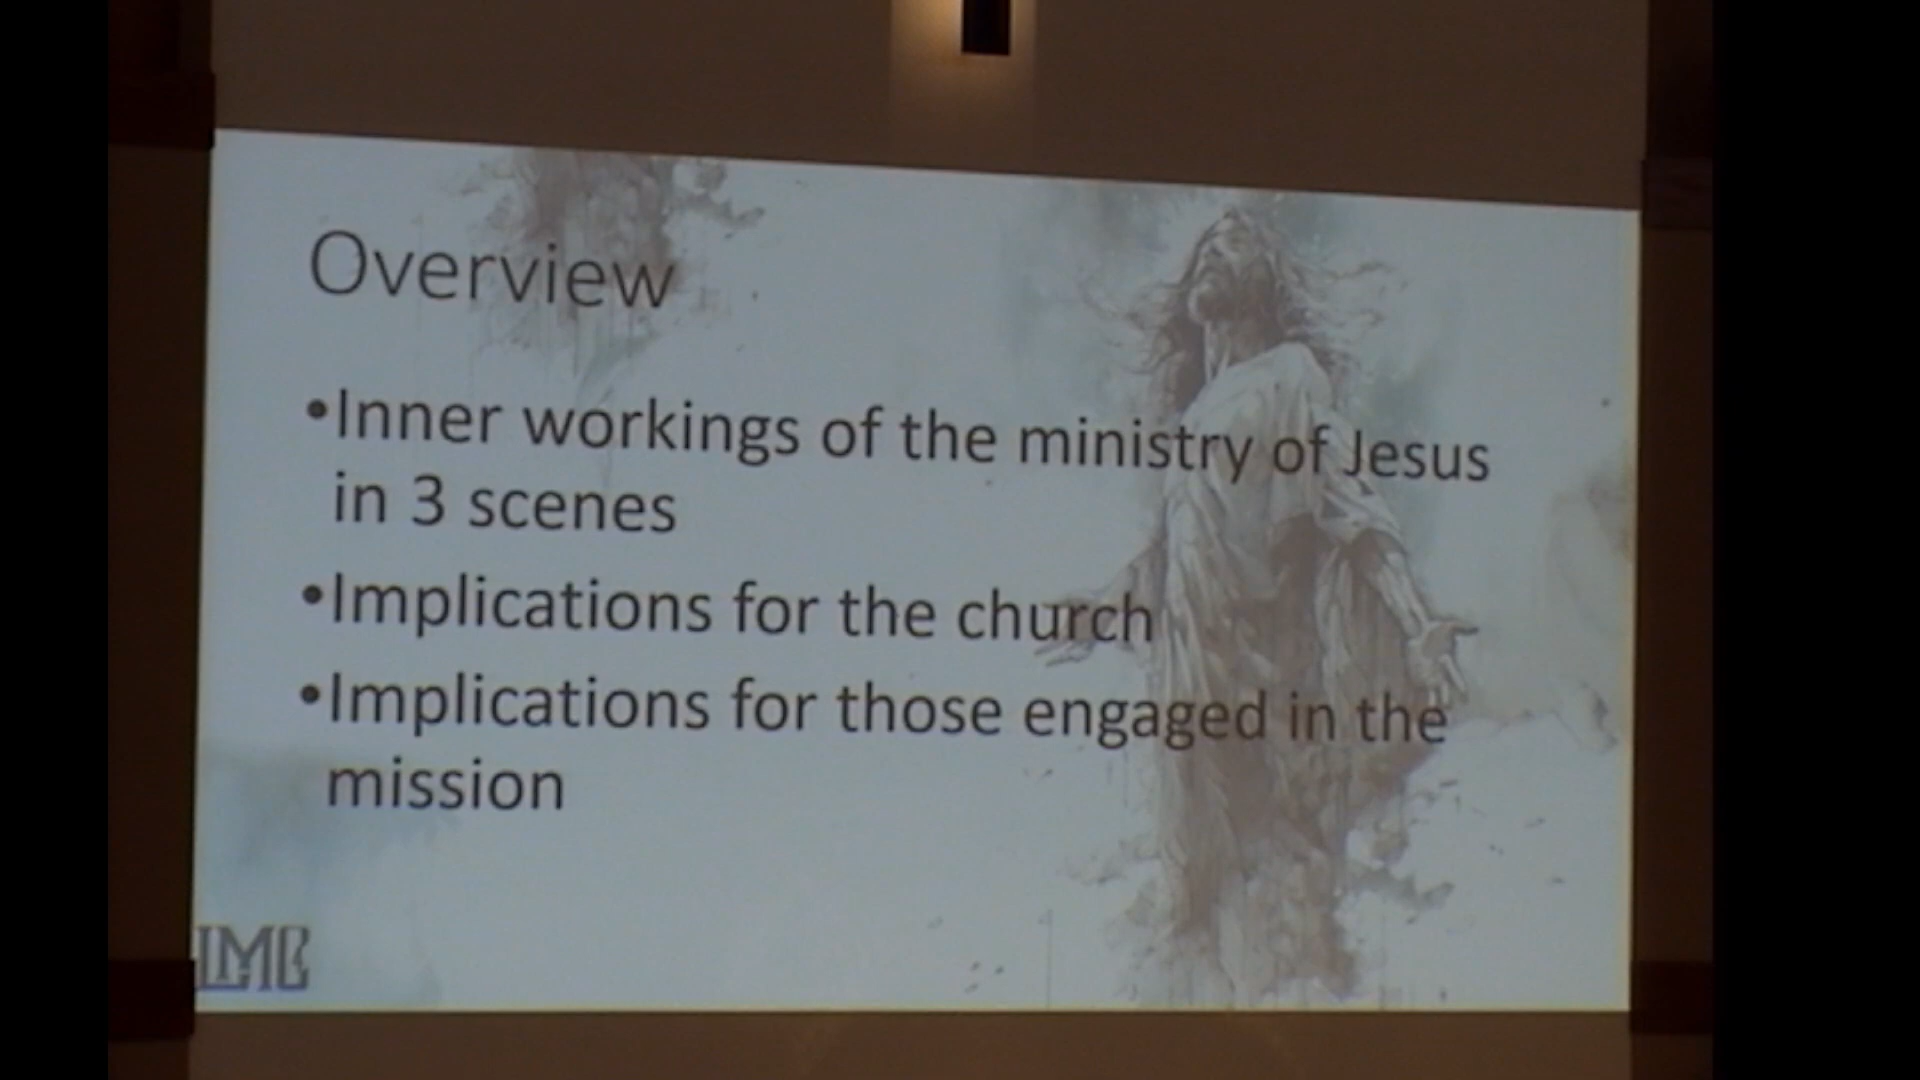 Overview
•Inner workings of the ministry of Jesus
in 3 scenes
•Implications for the church
•Implications for those engaged in the
mission